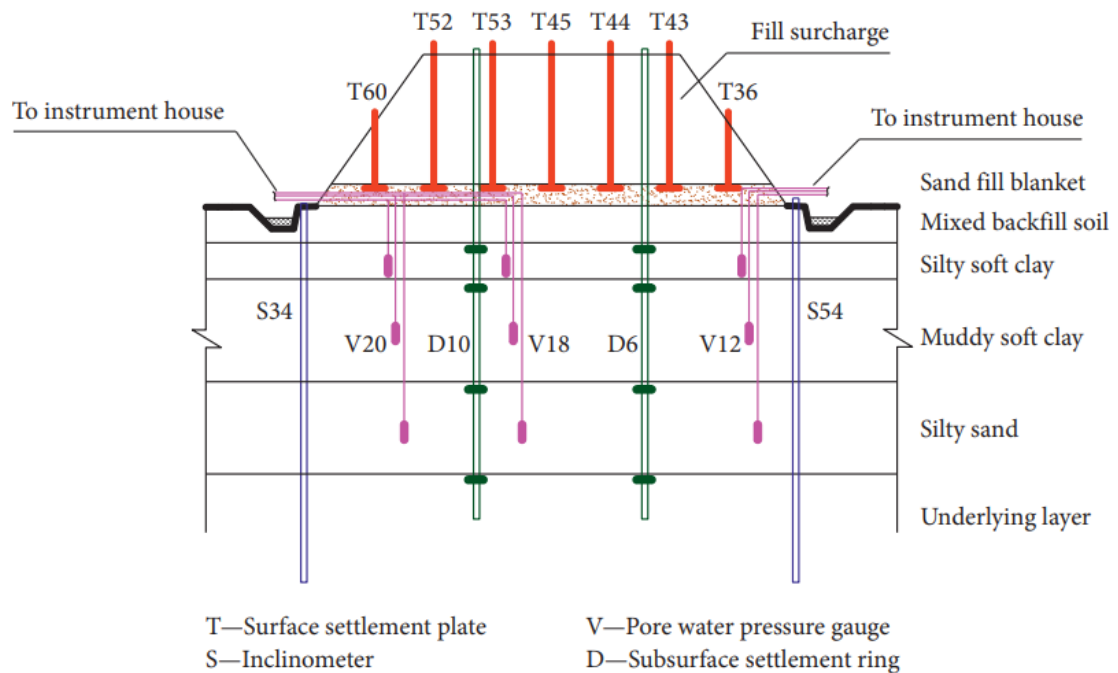 T52 T53 T45 T44 T43
Fill surcharge
T60
T36
To instrument house
To instrument house
Sand fill blanket
Mixed backfill soil
Silty soft clay
S34
S54
V20 D10 V18 D6 V12
Muddy soft clay
Silty sand
Underlying layer
T—Surface settlement plate
V—Pore water pressure gauge
S—Inclinometer
D—Subsurface settlement ring